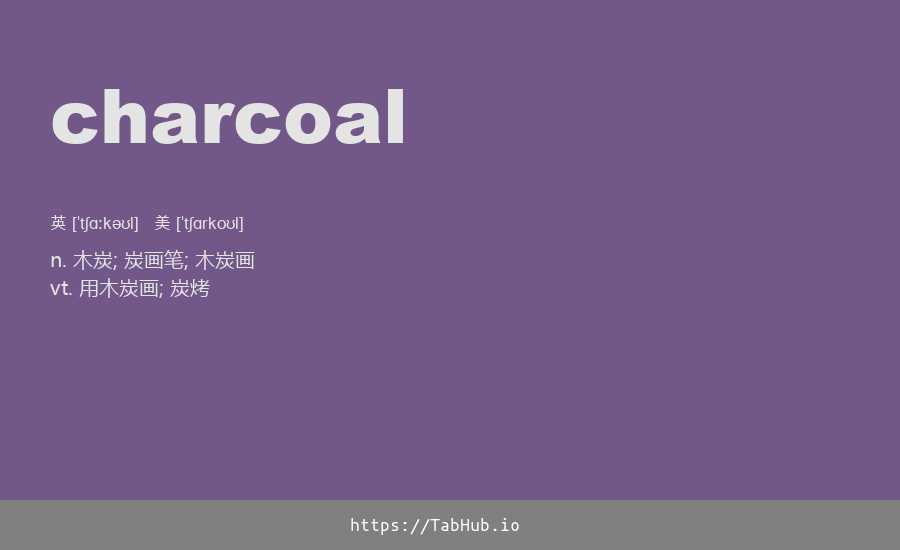 charcoal
英 [ˈtʃɑːkəʊl] 美 [ˈtʃɑrkoʊl]
n. 木炭; 炭画笔; 木炭画
vt. 用木炭画; 炭烤
https://TabHub.io